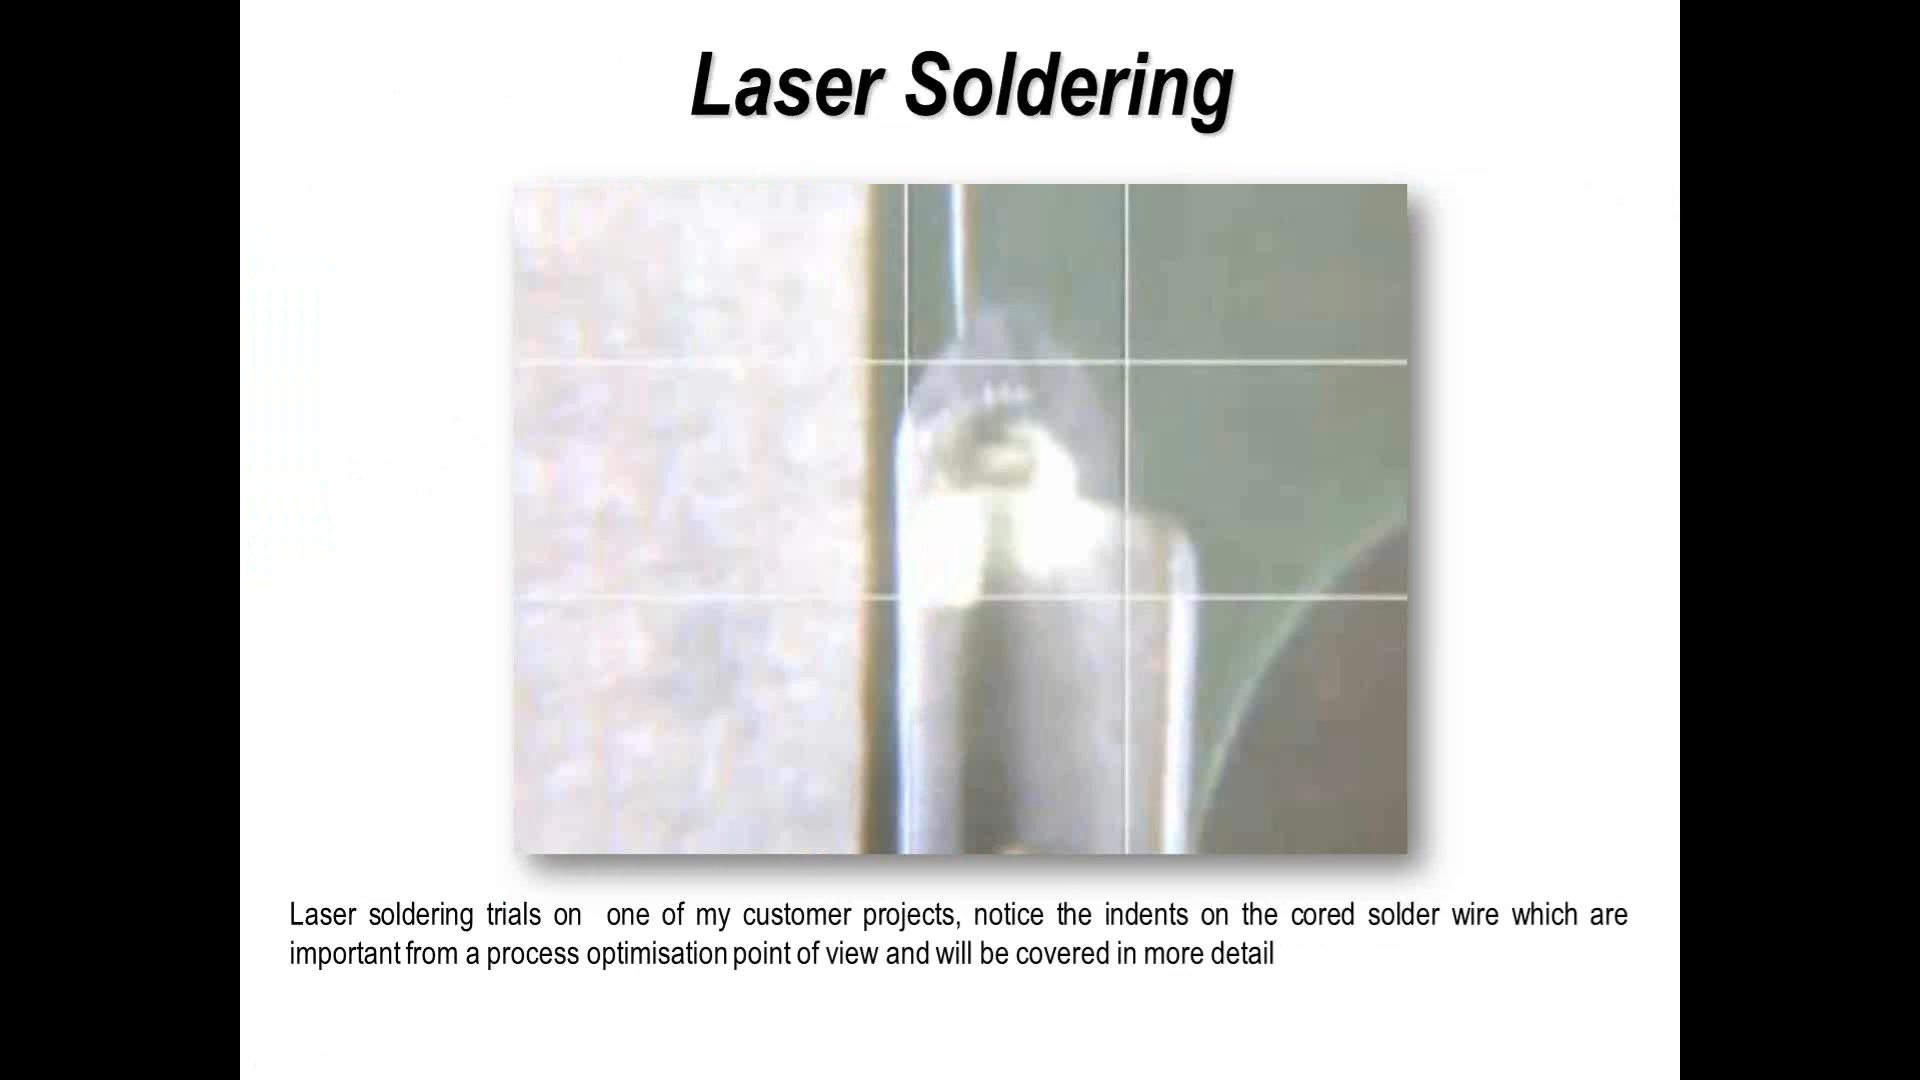 Laser Soldering
Laser soldering trials on one of my customer projects, notice the indents on the cored solder wire which are
important from a process optimisation point of view and will be covered in more detail